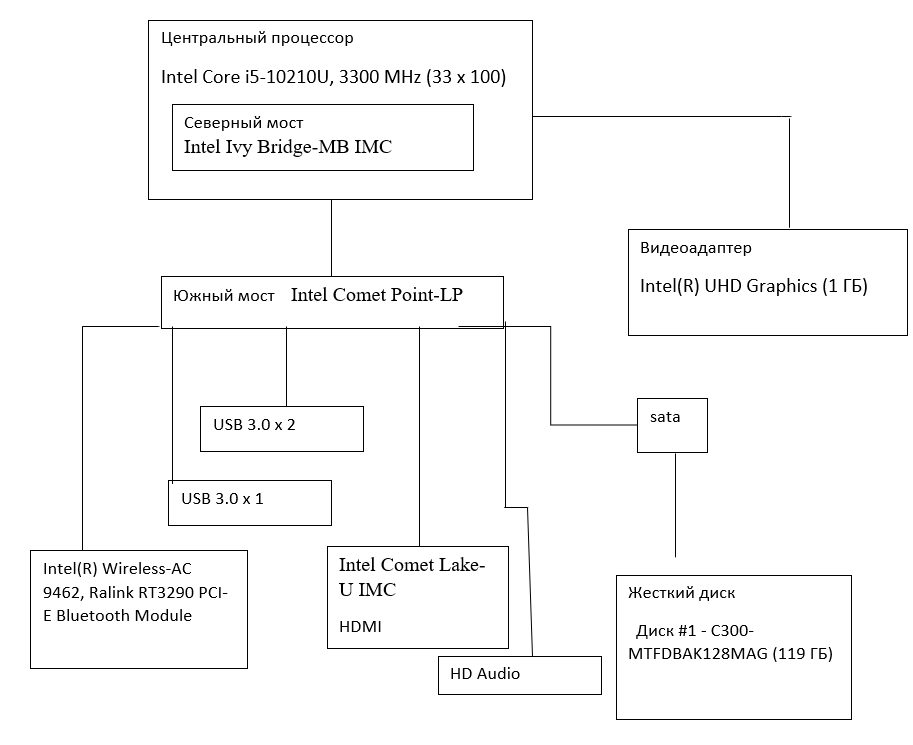 Центральный процессор
Intel Core i5-10210U, 3300 MHz (33 x 100)
Северный мост
Intel Ivy Bridge-MB IMC
Видеоадаптер
Intel(R) UHD Graphics (1 ГБ)
Южный мост Intel Comet Point-LP
USB 3.0 x 2
sata
USB 3.0 x 1
Intel(R) Wireless-AC
9462, Ralink RT3290 PCI-
E Bluetooth Module
Intel Comet Lake-
U IMC
HDMI
HD Audio
Жесткий диск
Диск #1 - C300-
MTFDBAK128MAG (119 ГБ)